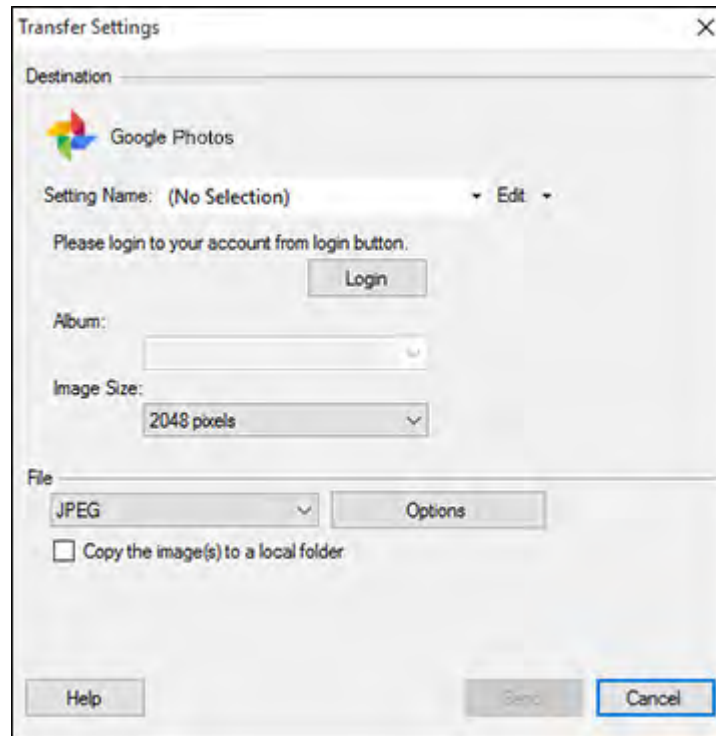 Transfer Settings
Destination
Google Photos
Setting Name: (No Selection) Edit
Please login to your account from login button.
Login
Album:
Image Size:
2048 pixels
File
JPEG Options
Copy the image(s) to a local folder
Help Send Cancel